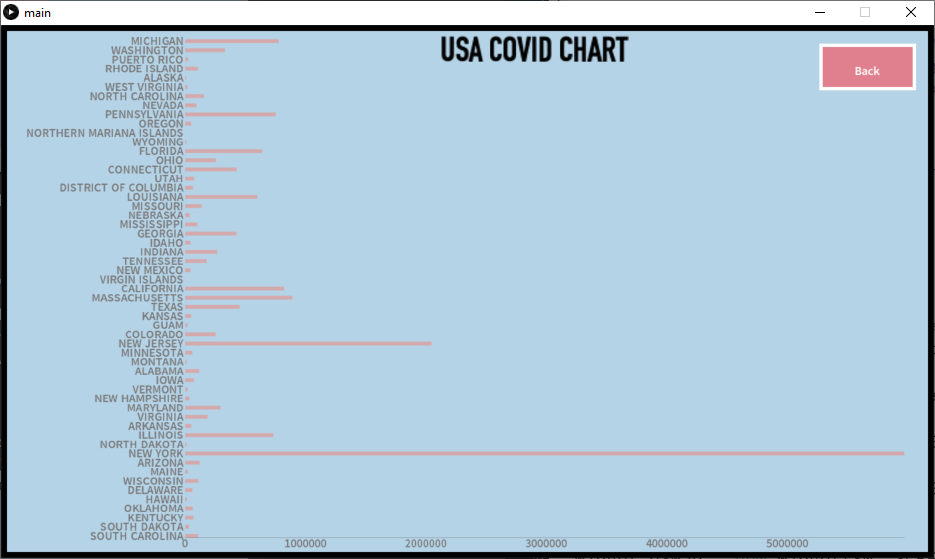 main
USA COVID CHART
Back
MICHIGAN
WASHINGTON
PUERTO RICO
RHODE ISLAND
ALASKA
WEST VIRGINIA
NORTH CAROLINA
NEVADA
PENNSYLVANIA
OREGON
NORTHERN MARIANA ISLANDS
WYOMING
FLORIDA
OHIO
CONNECTICUT
UTAH
DISTRICT OF COLUMBIA
LOUISIANA
MISSOURI
NEBRASKA
MISSISSIPPI
GEORGIA
IDAHO
INDIANA
TENNESSEE
NEW MEXICO
VIRGIN ISLANDS
CALIFORNIA
MASSACHUSETTS
TEXAS
KANSAS
GUAM
COLORADO
NEW JERSEY
MINNESOTA
MONTANA
ALABAMA
IOWA
VERMONT
NEW HAMPSHIRE
MARYLAND
VIRGINIA
ARKANSAS
ILLINOIS
NORTH DAKOTA
NEW YORK
ARIZONA
MAINE
WISCONSIN
DELAWARE
HAWAII
OKLAHOMA
KENTUCKY
SOUTH DAKOTA
SOUTH CAROLINA
0 1000000 2000000 3000000 4000000 5000000